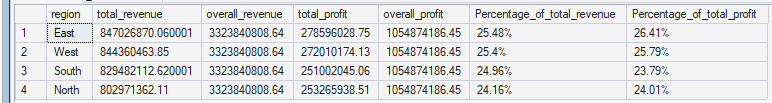 region total_revenue overall_revenue total_profit overall_profit Percentage_of_total_revenue Percentage_of_total_profit
1 East 847026870.060001 3323840808.64 278596028.75 1054874186.45 25.48% 26.41%
2 West 844360463.85 3323840808.64 272010174.13 1054874186.45 25.4% 25.79%
3 South 829482112.620001 3323840808.64 251002045.06 1054874186.45 24.96% 23.79%
4 North 802971362.11 3323840808.64 253265938.51 1054874186.45 24.16% 24.01%